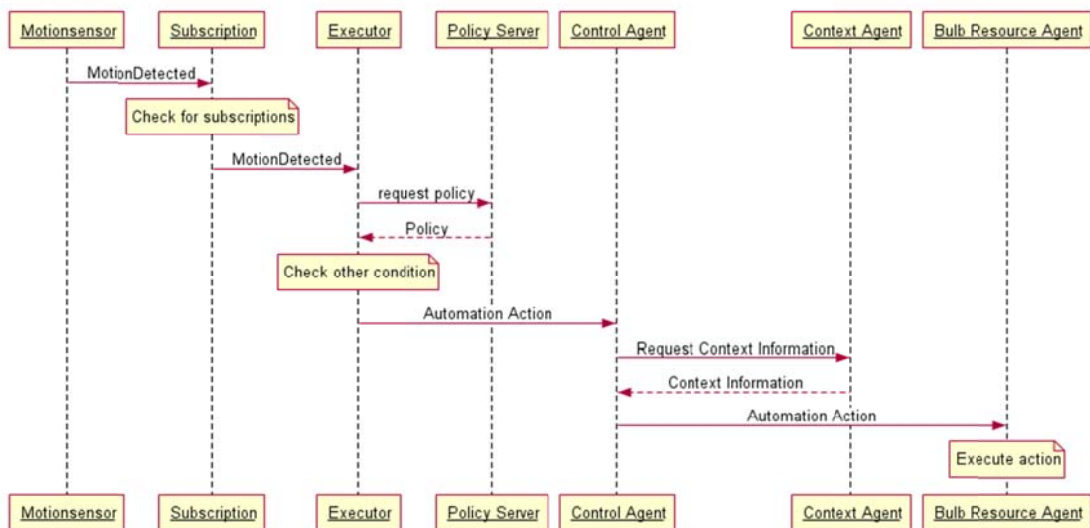 Motionsensor Subscription Executor Policy Server Control Agent Context Agent Bulb Resource Agent
MotionDetected
Check for subscriptions
MotionDetected
request policy
Policy
Check other condition
Automation Action
Request Context Information
Context Information
Automation Action
Execute action
Motionsensor Subscription Executor Policy Server Control Agent Context Agent Bulb Resource Agent